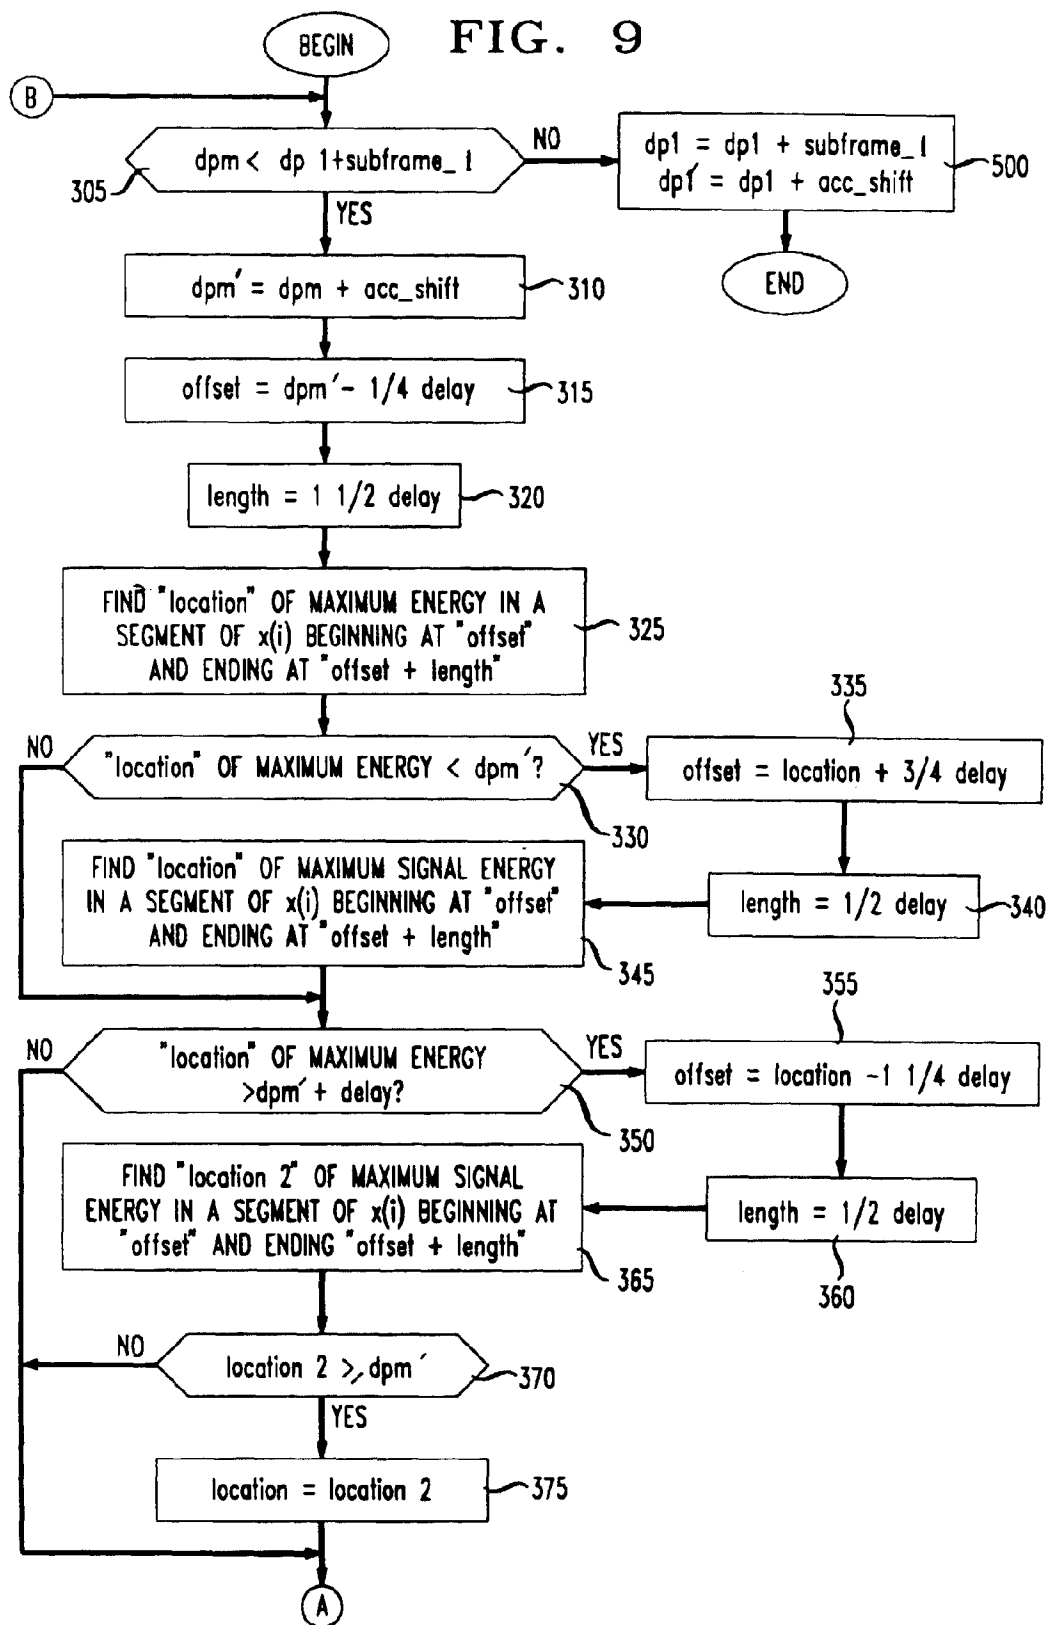 FIG. 9
BEGIN
B
dpm < dp 1+subframe_l
305
NO
YES
dp1 = dp1 + subframe_l
dp1′ = dp1 + acc_shift
500
END
dpm′ = dpm + acc_shift
310
offset = dpm′ - 1/4 delay
315
length = 1 1/2 delay
320
FIND "location" OF MAXIMUM ENERGY IN A
SEGMENT OF x(i) BEGINNING AT "offset"
AND ENDING AT "offset + length"
325
NO
"location" OF MAXIMUM ENERGY < dpm′?
YES
330
335
offset = location + 3/4 delay
FIND "location" OF MAXIMUM SIGNAL ENERGY
IN A SEGMENT OF x(i) BEGINNING AT "offset"
AND ENDING AT "offset + length"
345
length = 1/2 delay
340
NO
"location" OF MAXIMUM ENERGY
>dpm′ + delay?
YES
350
355
offset = location -1 1/4 delay
FIND "location 2" OF MAXIMUM SIGNAL
ENERGY IN A SEGMENT OF x(i) BEGINNING AT
"offset" AND ENDING "offset + length"
365
length = 1/2 delay
360
NO
location 2 ⩾ dpm′
370
YES
location = location 2
375
A